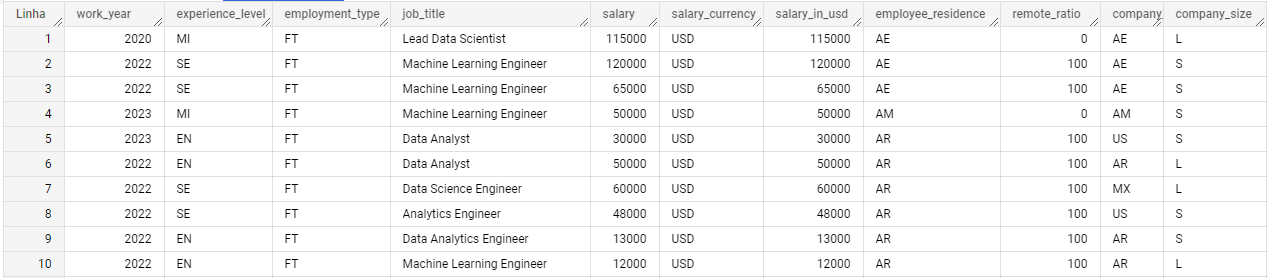 Linha work_year experience_level employment_type job_title salary salary_currency salary_in_usd employee_residence remote_ratio company_ company_size
1 2020 MI FT Lead Data Scientist 115000 USD 115000 AE 0 AE L
2 2022 SE FT Machine Learning Engineer 120000 USD 120000 AE 100 AE S
3 2022 SE FT Machine Learning Engineer 65000 USD 65000 AE 100 AE S
4 2023 MI FT Machine Learning Engineer 50000 USD 50000 AM 0 AM S
5 2023 EN FT Data Analyst 30000 USD 30000 AR 100 US S
6 2022 EN FT Data Analyst 50000 USD 50000 AR 100 AR L
7 2022 SE FT Data Science Engineer 60000 USD 60000 AR 100 MX L
8 2022 SE FT Analytics Engineer 48000 USD 48000 AR 100 US S
9 2022 EN FT Data Analytics Engineer 13000 USD 13000 AR 100 AR S
10 2022 EN FT Machine Learning Engineer 12000 USD 12000 AR 100 AR L